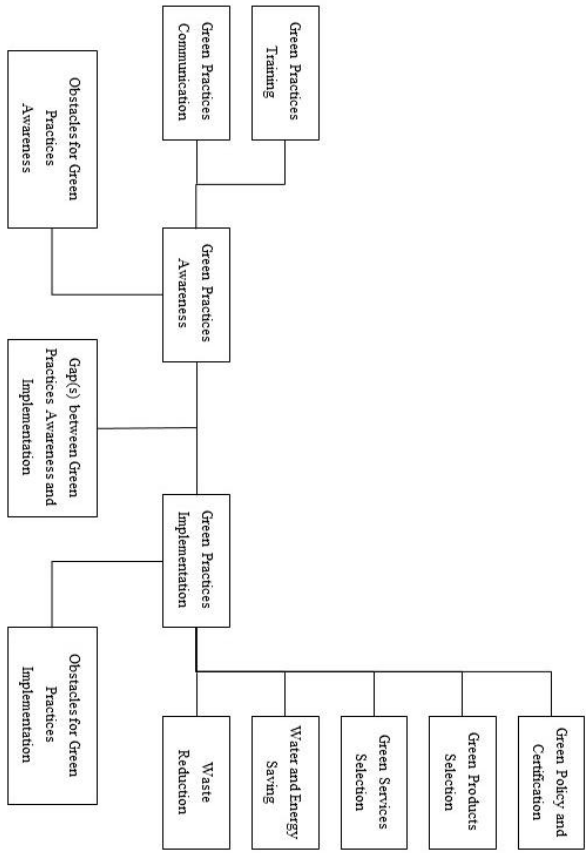 Green Practices
Training
Green Practices
Communication
Obstacles for Green
Practices
Awareness
Green Practices
Awareness
Gap(s) between Green
Practices Awareness and
Implementation
Green Practices
Implementation
Obstacles for Green
Practices
Implementation
Green Policy and
Certification
Green Products
Selection
Green Services
Selection
Water and Energy
Saving
Waste
Reduction